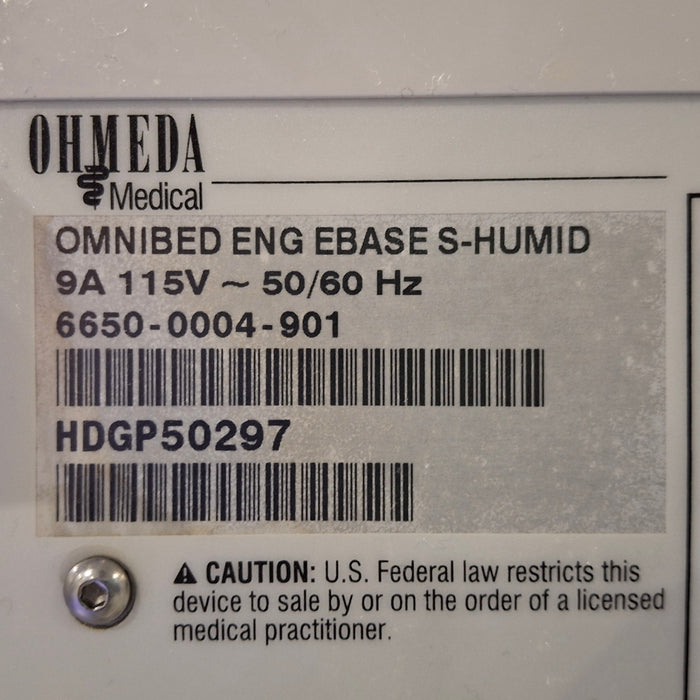 OHMEDA
Medical
OMNIBED ENG EBASE S-HUMID
9A 115V ~ 50/60 Hz
6650-0004-901
HDGP50297
⚠ CAUTION: U.S. Federal law restricts this
device to sale by or on the order of a licensed
medical practitioner.